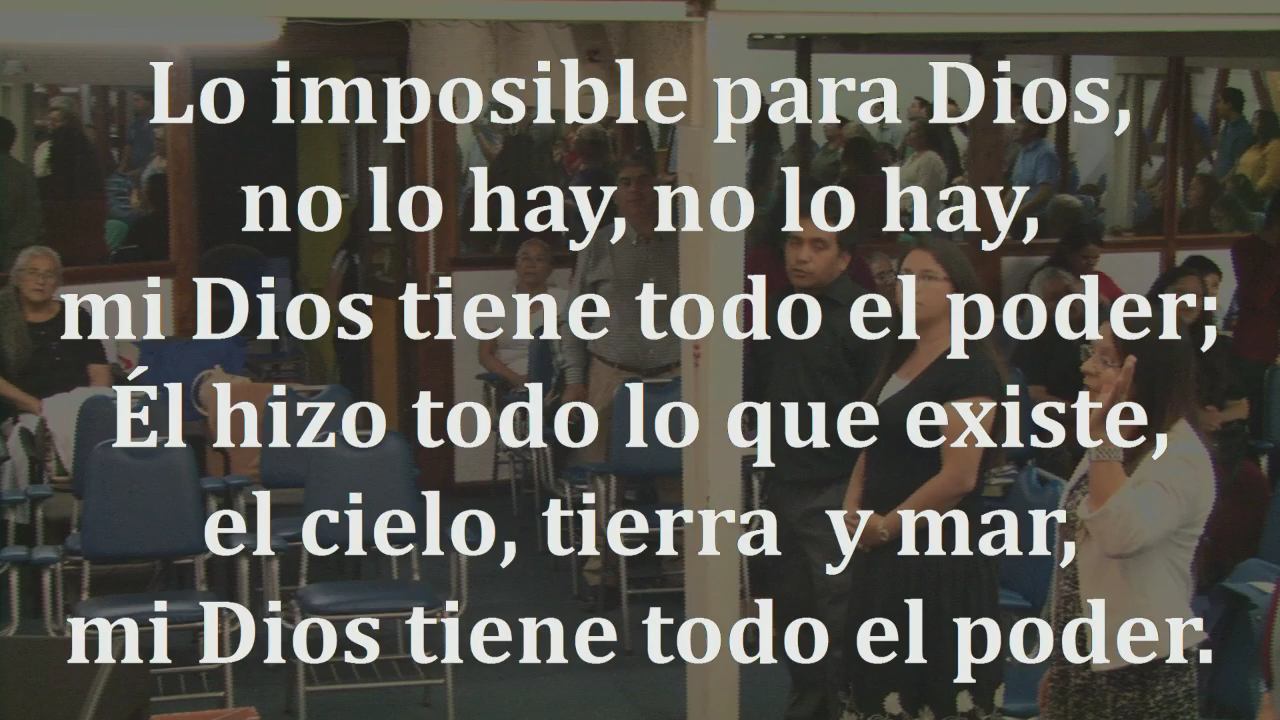 Lo imposible para Dios,
no lo hay, no lo hay,
mi Dios tiene todo el poder;
Él hizo todo lo que existe,
el cielo, tierra  y mar,
mi Dios tiene todo el poder.